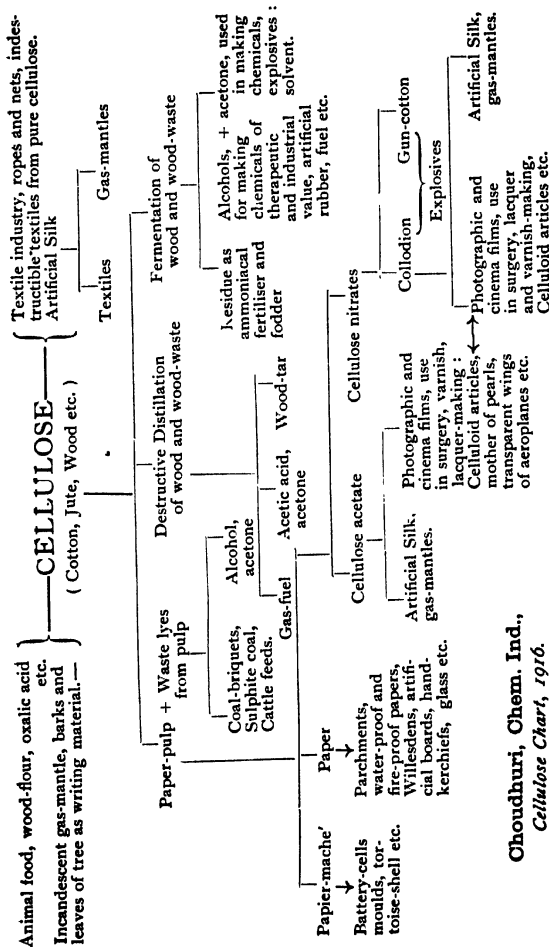 Animal food, wood-flour, oxalic acid
etc.
Incandescent gas-mantle, barks and
leaves of tree as writing material.—
CELLULOSE
( Cotton, Jute, Wood etc. )
Textile industry, ropes and nets, indes-
tructible textiles from pure cellulose.
Artificial Silk
Textiles
Gas-mantles
Paper-pulp + Waste lyes
from pulp
Destructive Distillation
of wood and wood-waste
Fermentation of
wood and wood-waste
Coal-briquets,
Sulphite coal,
Cattle feeds.
Alcohol,
acetone
Gas-fuel
Acetic acid,
acetone
Wood-tar
Residue as
ammoniacal
fertiliser and
fodder
Alcohols, + acetone, used
for making in making
chemicals of chemicals,
therapeutic explosives :
and industrial solvent.
value, artificial
rubber, fuel etc.
Papier-mache'
Paper
Cellulose acetate
Cellulose nitrates
Battery-cells
moulds, tor-
toise-shell etc.
Parchments,
water-proof and
fire-proof papers,
Willesdens, artifi-
cial boards, hand-
kerchiefs, glass etc.
Artificial Silk,
gas-mantles.
Photographic and
cinema films, use
in surgery, varnish,
lacquer-making :
Celluloid articles,
mother of pearls,
transparent wings
of aeroplanes etc.
Collodion
Gun-cotton
Explosives
Photographic and
cinema films, use
in surgery, lacquer
and varnish-making,
Celluloid articles etc.
Artificial Silk,
gas-mantles.
Choudhuri, Chem. Ind.,
Cellulose Chart, 1916.